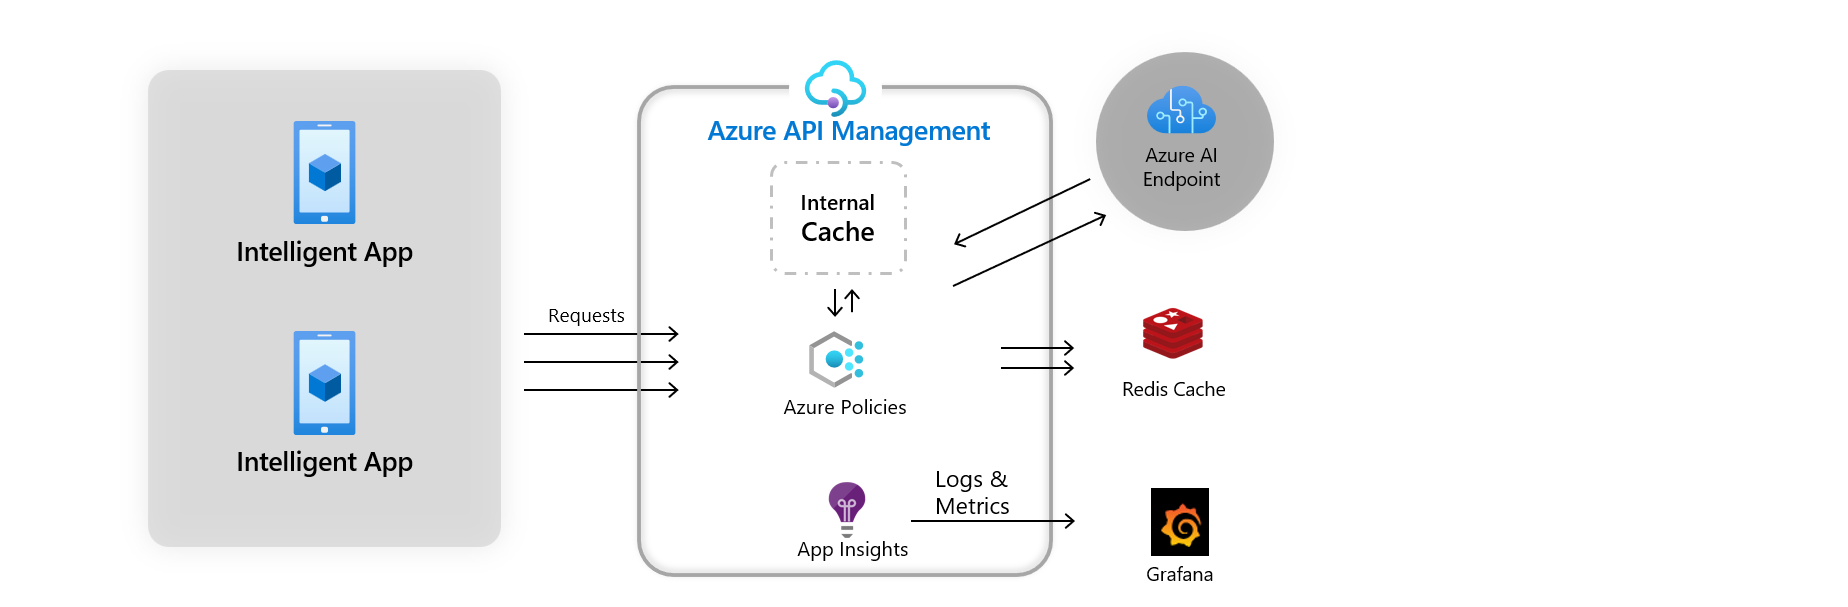 Intelligent App
Intelligent App
Requests
Azure API Management
Internal
Cache
Azure Policies
App Insights
Logs &
Metrics
Azure AI
Endpoint
Redis Cache
Grafana